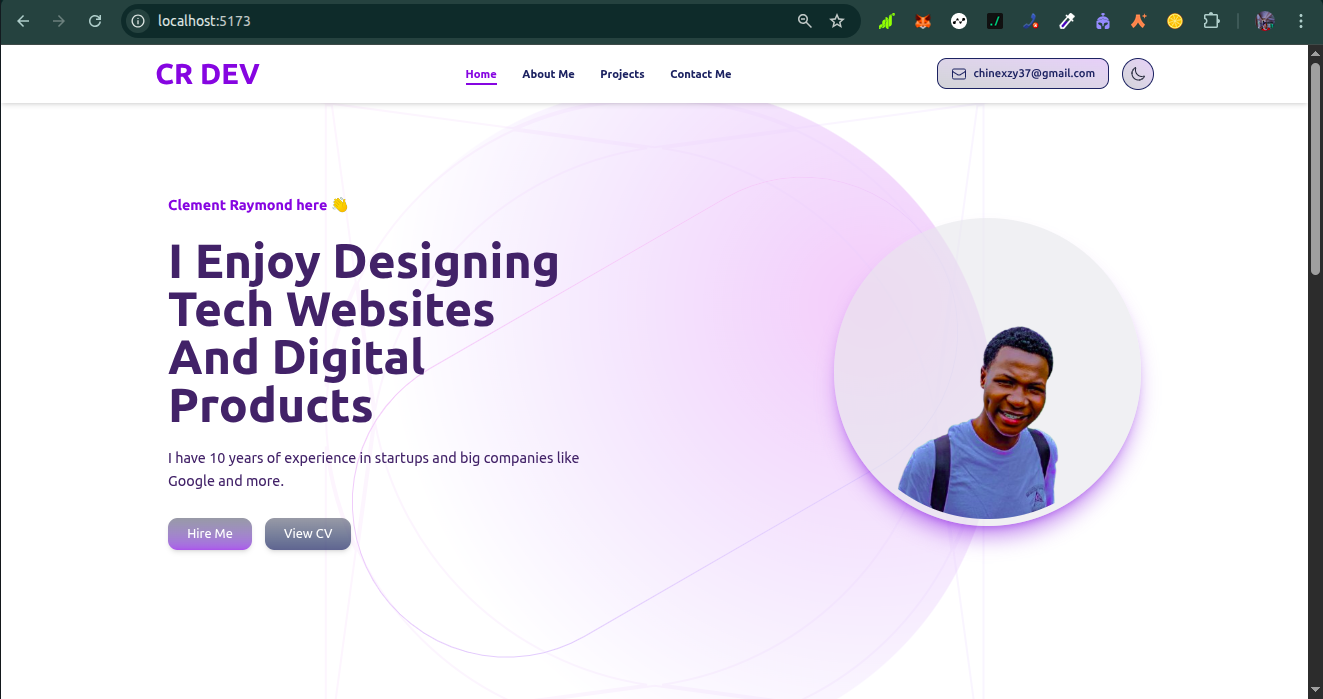 localhost:5173
CR DEV
Home About Me Projects Contact Me
chinexzy37@gmail.com
Clement Raymond here 👋
I Enjoy Designing
Tech Websites
And Digital
Products
I have 10 years of experience in startups and big companies like
Google and more.
Hire Me View CV